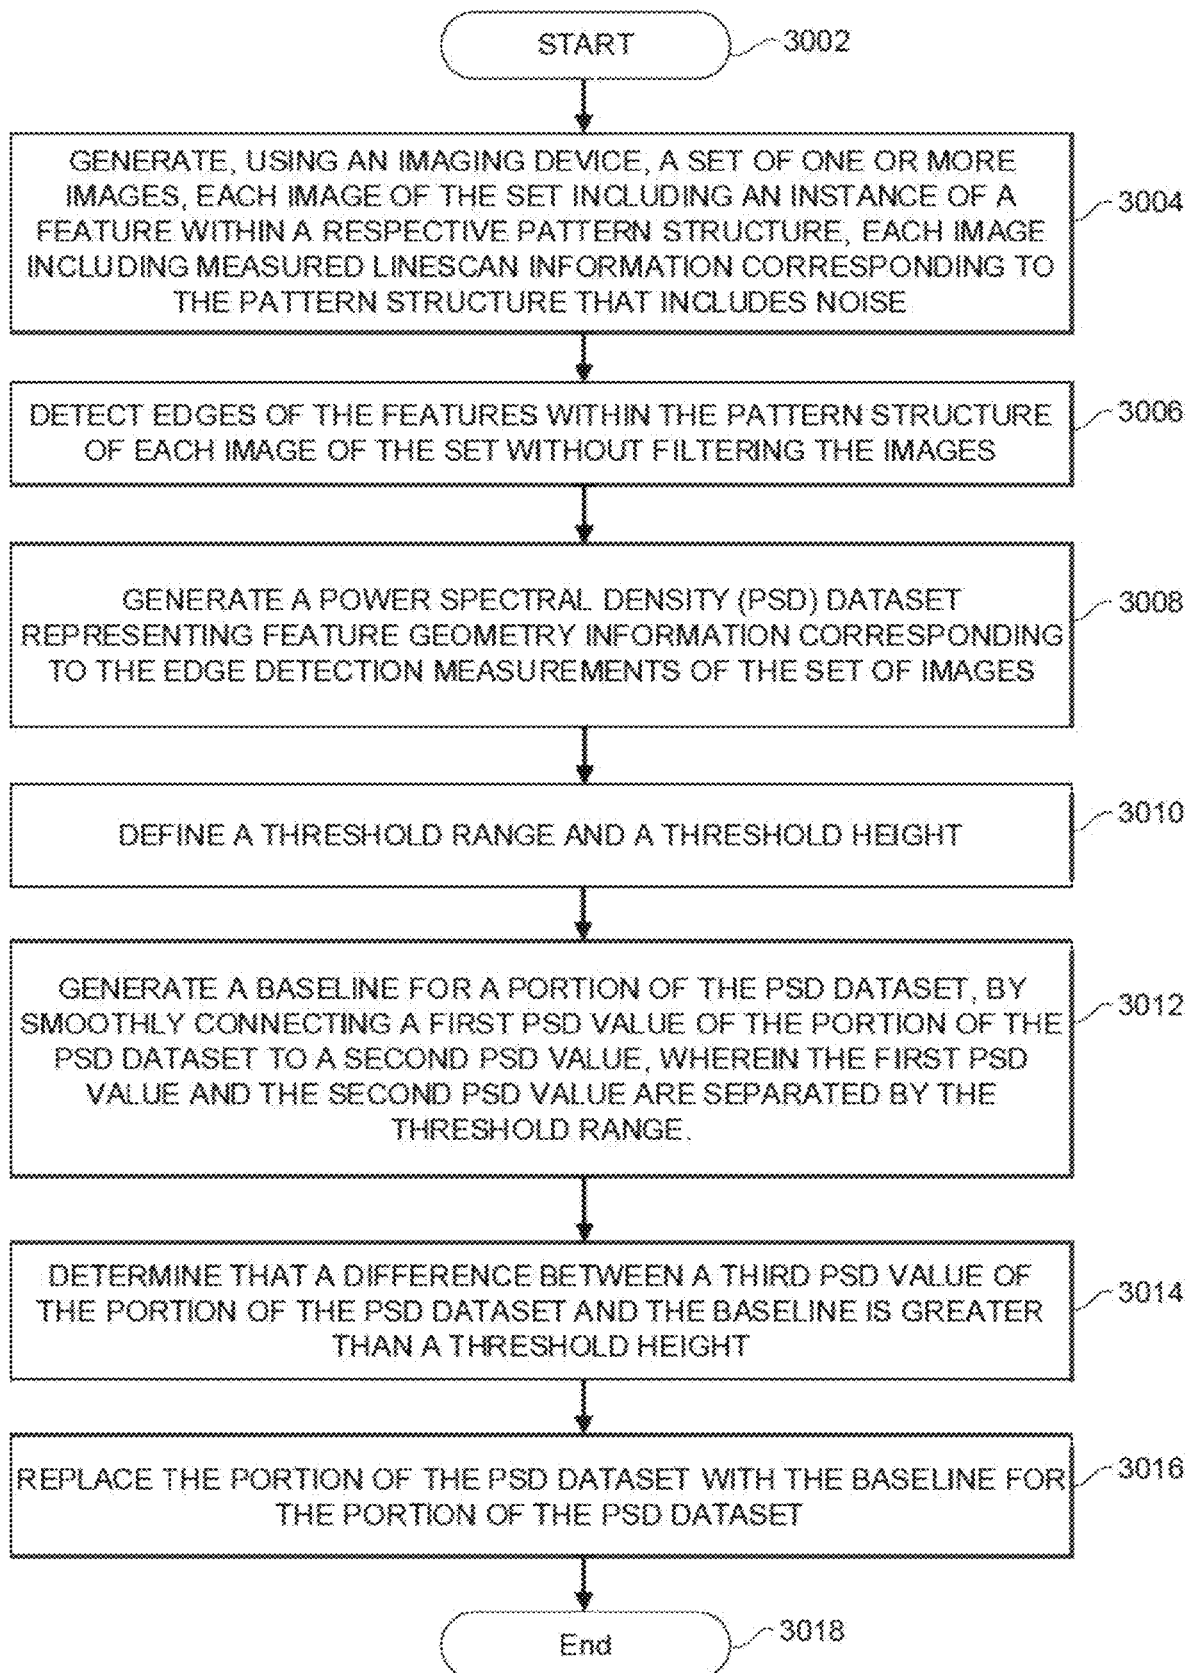 START
3002
GENERATE, USING AN IMAGING DEVICE, A SET OF ONE OR MORE
IMAGES, EACH IMAGE OF THE SET INCLUDING AN INSTANCE OF A
FEATURE WITHIN A RESPECTIVE PATTERN STRUCTURE, EACH IMAGE
INCLUDING MEASURED LINESCAN INFORMATION CORRESPONDING TO
THE PATTERN STRUCTURE THAT INCLUDES NOISE
3004
DETECT EDGES OF THE FEATURES WITHIN THE PATTERN STRUCTURE
OF EACH IMAGE OF THE SET WITHOUT FILTERING THE IMAGES
3006
GENERATE A POWER SPECTRAL DENSITY (PSD) DATASET
REPRESENTING FEATURE GEOMETRY INFORMATION CORRESPONDING
TO THE EDGE DETECTION MEASUREMENTS OF THE SET OF IMAGES
3008
DEFINE A THRESHOLD RANGE AND A THRESHOLD HEIGHT
3010
GENERATE A BASELINE FOR A PORTION OF THE PSD DATASET, BY
SMOOTHLY CONNECTING A FIRST PSD VALUE OF THE PORTION OF THE
PSD DATASET TO A SECOND PSD VALUE, WHEREIN THE FIRST PSD
VALUE AND THE SECOND PSD VALUE ARE SEPARATED BY THE
THRESHOLD RANGE.
3012
DETERMINE THAT A DIFFERENCE BETWEEN A THIRD PSD VALUE OF
THE PORTION OF THE PSD DATASET AND THE BASELINE IS GREATER
THAN A THRESHOLD HEIGHT
3014
REPLACE THE PORTION OF THE PSD DATASET WITH THE BASELINE FOR
THE PORTION OF THE PSD DATASET
3016
End
3018